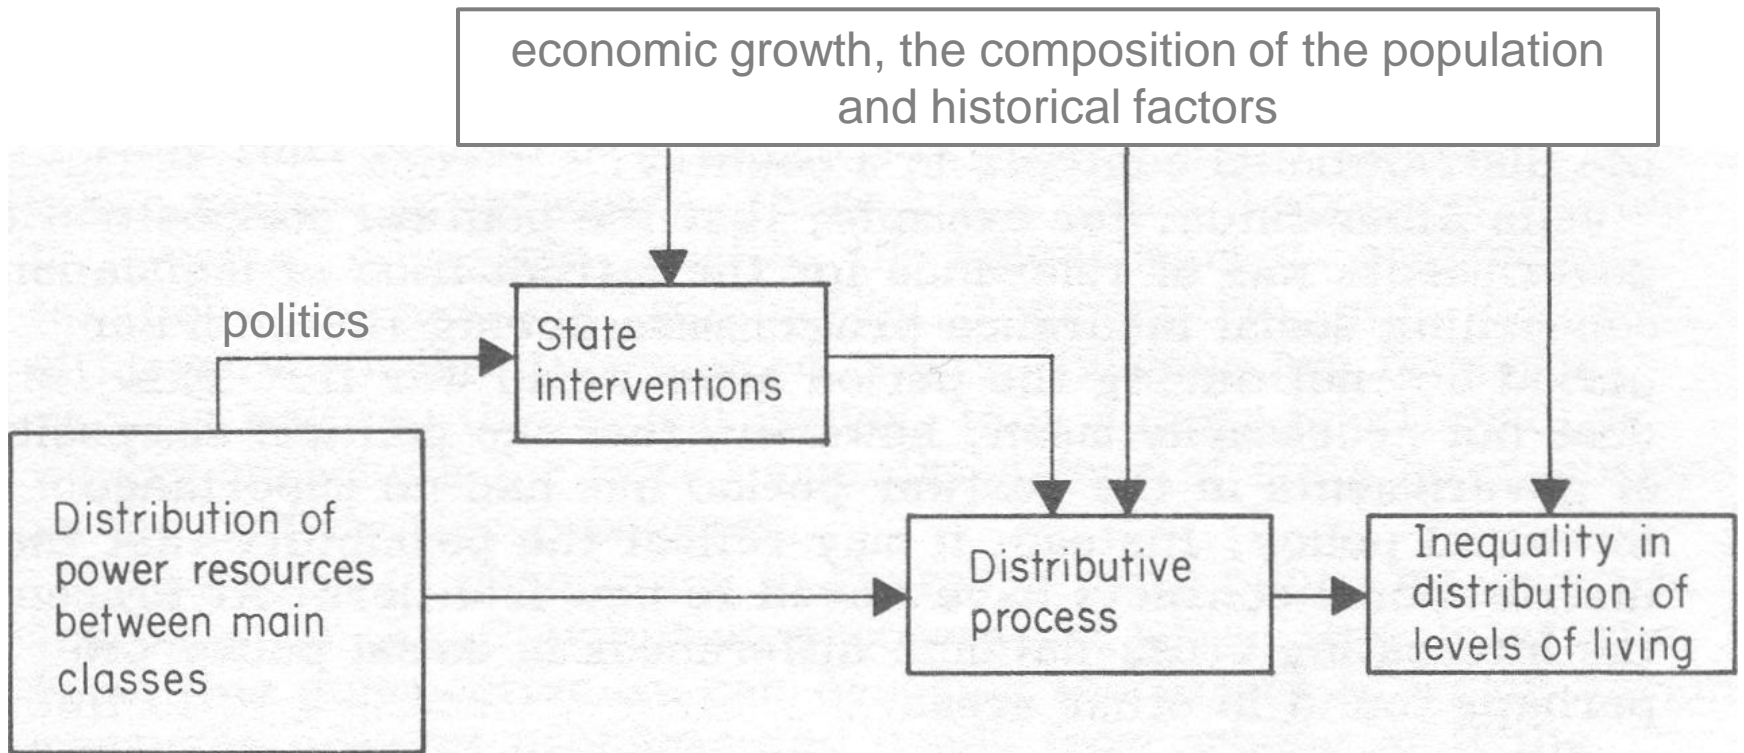 economic growth, the composition of the population
and historical factors
politics
State
interventions
Distribution of
power resources
between main
classes
Distributive
process
Inequality in
distribution of
levels of living